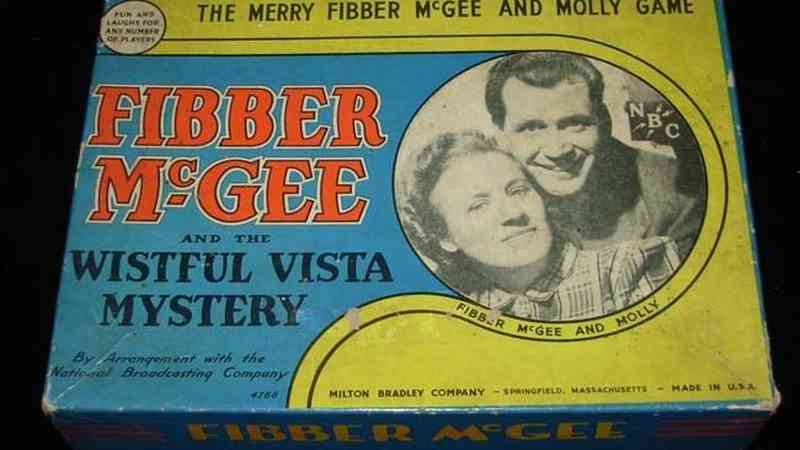 FUN AND
LAUGHS FOR
ANY NUMBER
OF PLAYERS
THE MERRY FIBBER McGEE AND MOLLY GAME
FIBBER
McGEE
AND THE
WISTFUL VISTA
MYSTERY
By Arrangement with the
National Broadcasting Company
4768
NBC
FIBBER McGEE AND MOLLY
MILTON BRADLEY COMPANY – SPRINGFIELD, MASSACHUSETTS – MADE IN U.S.A.
FIBBER McGEE